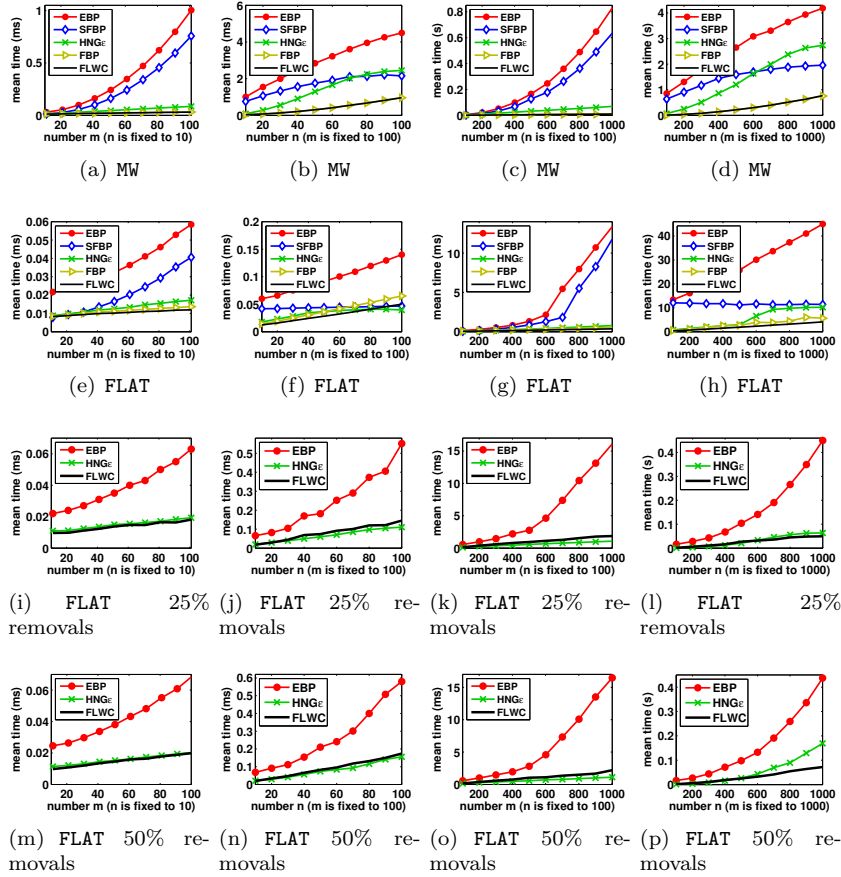 mean time (ms)
1
0.5
0
EBP
SFBP
HNGε
FBP
FLWC
20 40 60 80 100
number m (n is fixed to 10)
(a) MW
mean time (ms)
6
4
2
0
EBP
SFBP
HNGε
FBP
FLWC
20 40 60 80 100
number n (m is fixed to 100)
(b) MW
mean time (s)
0.8
0.6
0.4
0.2
0
EBP
SFBP
HNGε
FBP
FLWC
200 400 600 800 1000
number m (n is fixed to 100)
(c) MW
mean time (s)
4
3
2
1
0
EBP
SFBP
HNGε
FBP
FLWC
200 400 600 800 1000
number n (m is fixed to 1000)
(d) MW
mean time (ms)
0.06
0.05
0.04
0.03
0.02
0.01
0
EBP
SFBP
HNGε
FBP
FLWC
20 40 60 80 100
number m (n is fixed to 10)
(e) FLAT
mean time (ms)
0.2
0.15
0.1
0.05
0
EBP
SFBP
HNGε
FBP
FLWC
20 40 60 80 100
number n (m is fixed to 100)
(f) FLAT
mean time (ms)
10
5
0
EBP
SFBP
HNGε
FBP
FLWC
200 400 600 800 1000
number m (n is fixed to 100)
(g) FLAT
mean time (ms)
40
30
20
10
0
EBP
SFBP
HNGε
FBP
FLWC
200 400 600 800 1000
number n (m is fixed to 1000)
(h) FLAT
mean time (ms)
0.06
0.04
0.02
0
EBP
HNGε
FLWC
20 40 60 80 100
number m (n is fixed to 10)
(i) FLAT 25%
removals
mean time (ms)
0.5
0.4
0.3
0.2
0.1
0
EBP
HNGε
FLWC
20 40 60 80 100
number n (m is fixed to 100)
(j) FLAT 25% re-
movals
mean time (ms)
20
15
10
5
0
EBP
HNGε
FLWC
200 400 600 800 1000
number m (n is fixed to 100)
(k) FLAT 25% re-
movals
mean time (s)
0.4
0.3
0.2
0.1
0
EBP
HNGε
FLWC
200 400 600 800 1000
number n (m is fixed to 1000)
(l) FLAT 25%
removals
mean time (ms)
0.06
0.04
0.02
0
EBP
HNGε
FLWC
20 40 60 80 100
number m (n is fixed to 10)
(m) FLAT 50% re-
movals
mean time (ms)
0.6
0.5
0.4
0.3
0.2
0.1
0
EBP
HNGε
FLWC
20 40 60 80 100
number n (m is fixed to 100)
(n) FLAT 50% re-
movals
mean time (ms)
15
10
5
0
EBP
HNGε
FLWC
200 400 600 800 1000
number m (n is fixed to 100)
(o) FLAT 50% re-
movals
mean time (s)
0.4
0.3
0.2
0.1
0
EBP
HNGε
FLWC
200 400 600 800 1000
number n (m is fixed to 1000)
(p) FLAT 50% re-
movals